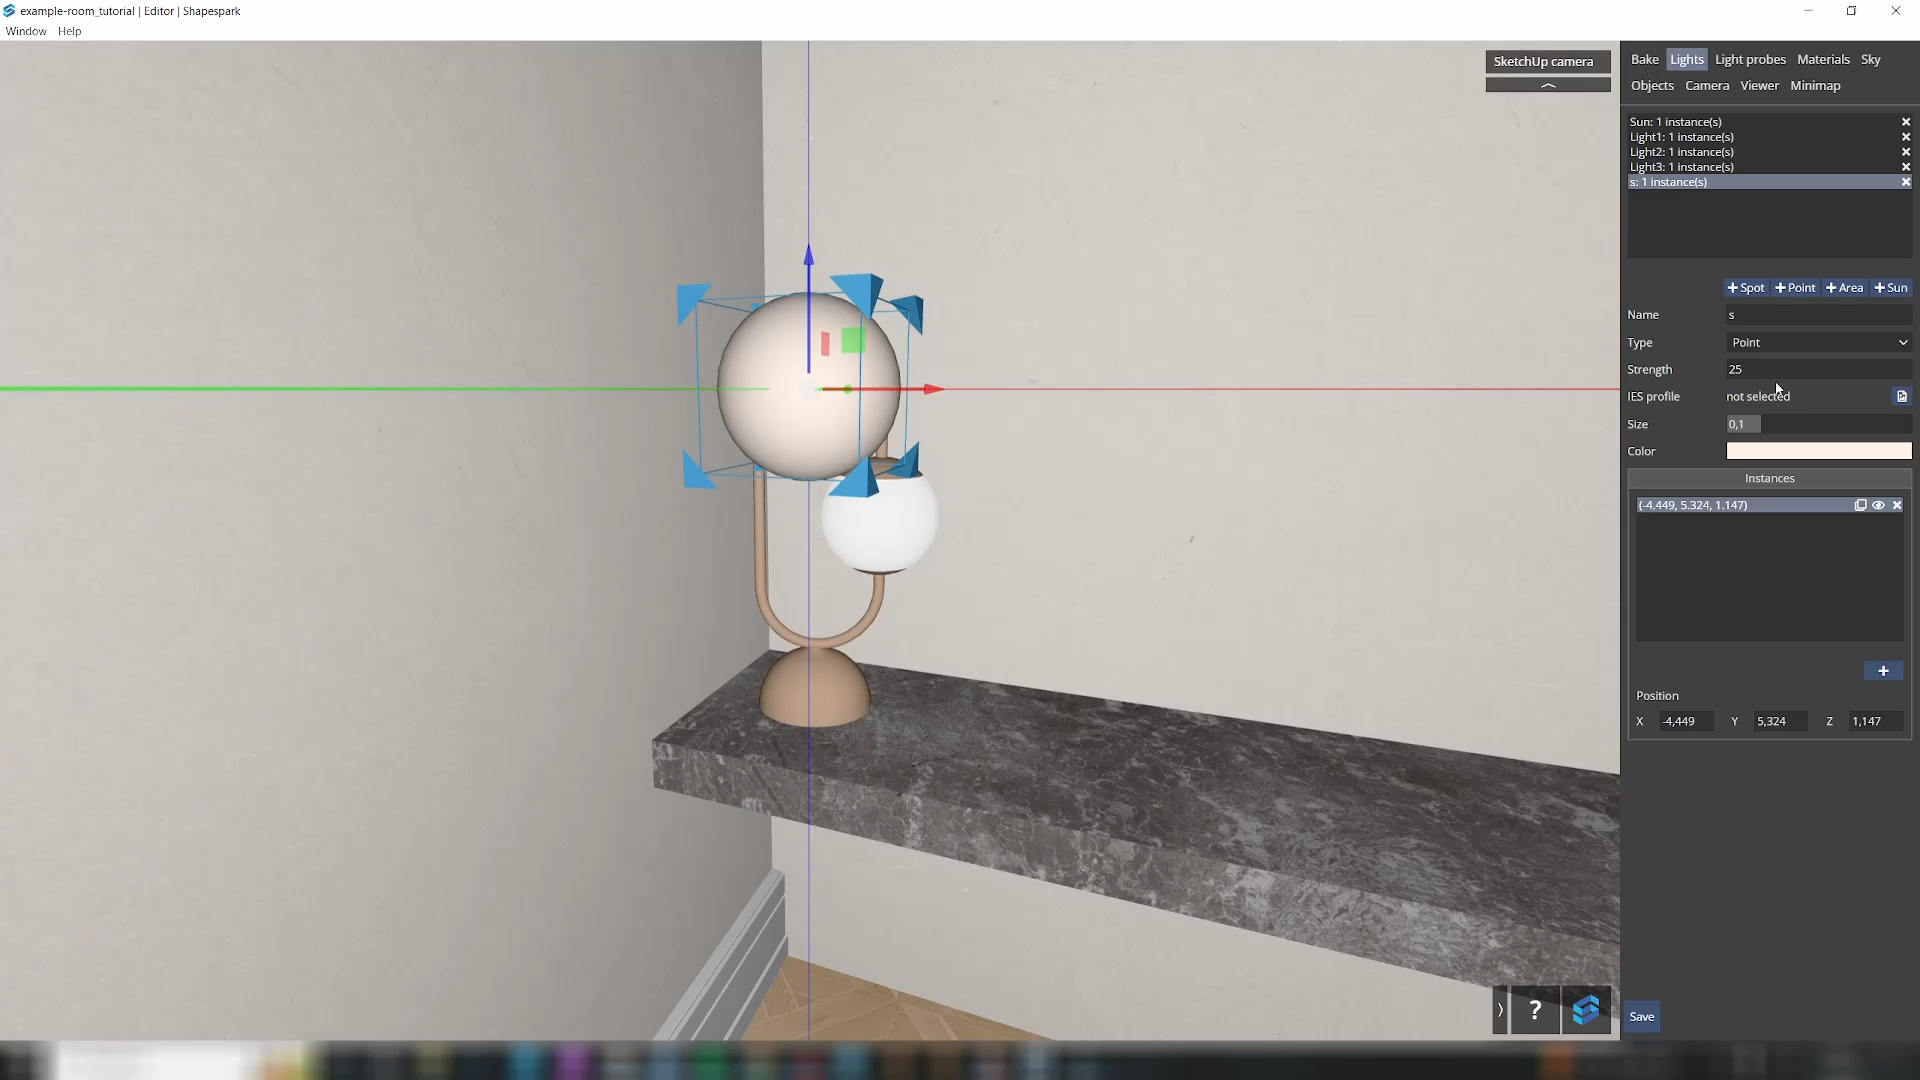 example-room_tutorial | Editor | Shapespark
Window Help
SketchUp camera
Bake Lights Light probes Materials Sky
Objects Camera Viewer Minimap
Sun: 1 instance(s)
Light1: 1 instance(s)
Light2: 1 instance(s)
Light3: 1 instance(s)
s: 1 instance(s)
+ Spot + Point + Area + Sun
Name s
Type Point
Strength 25
IES profile not selected
Size 0,1
Color
Instances
(-4.449, 5.324, 1.147)
+
Position
X -4,449 Y 5,324 Z 1,147
? 
Save